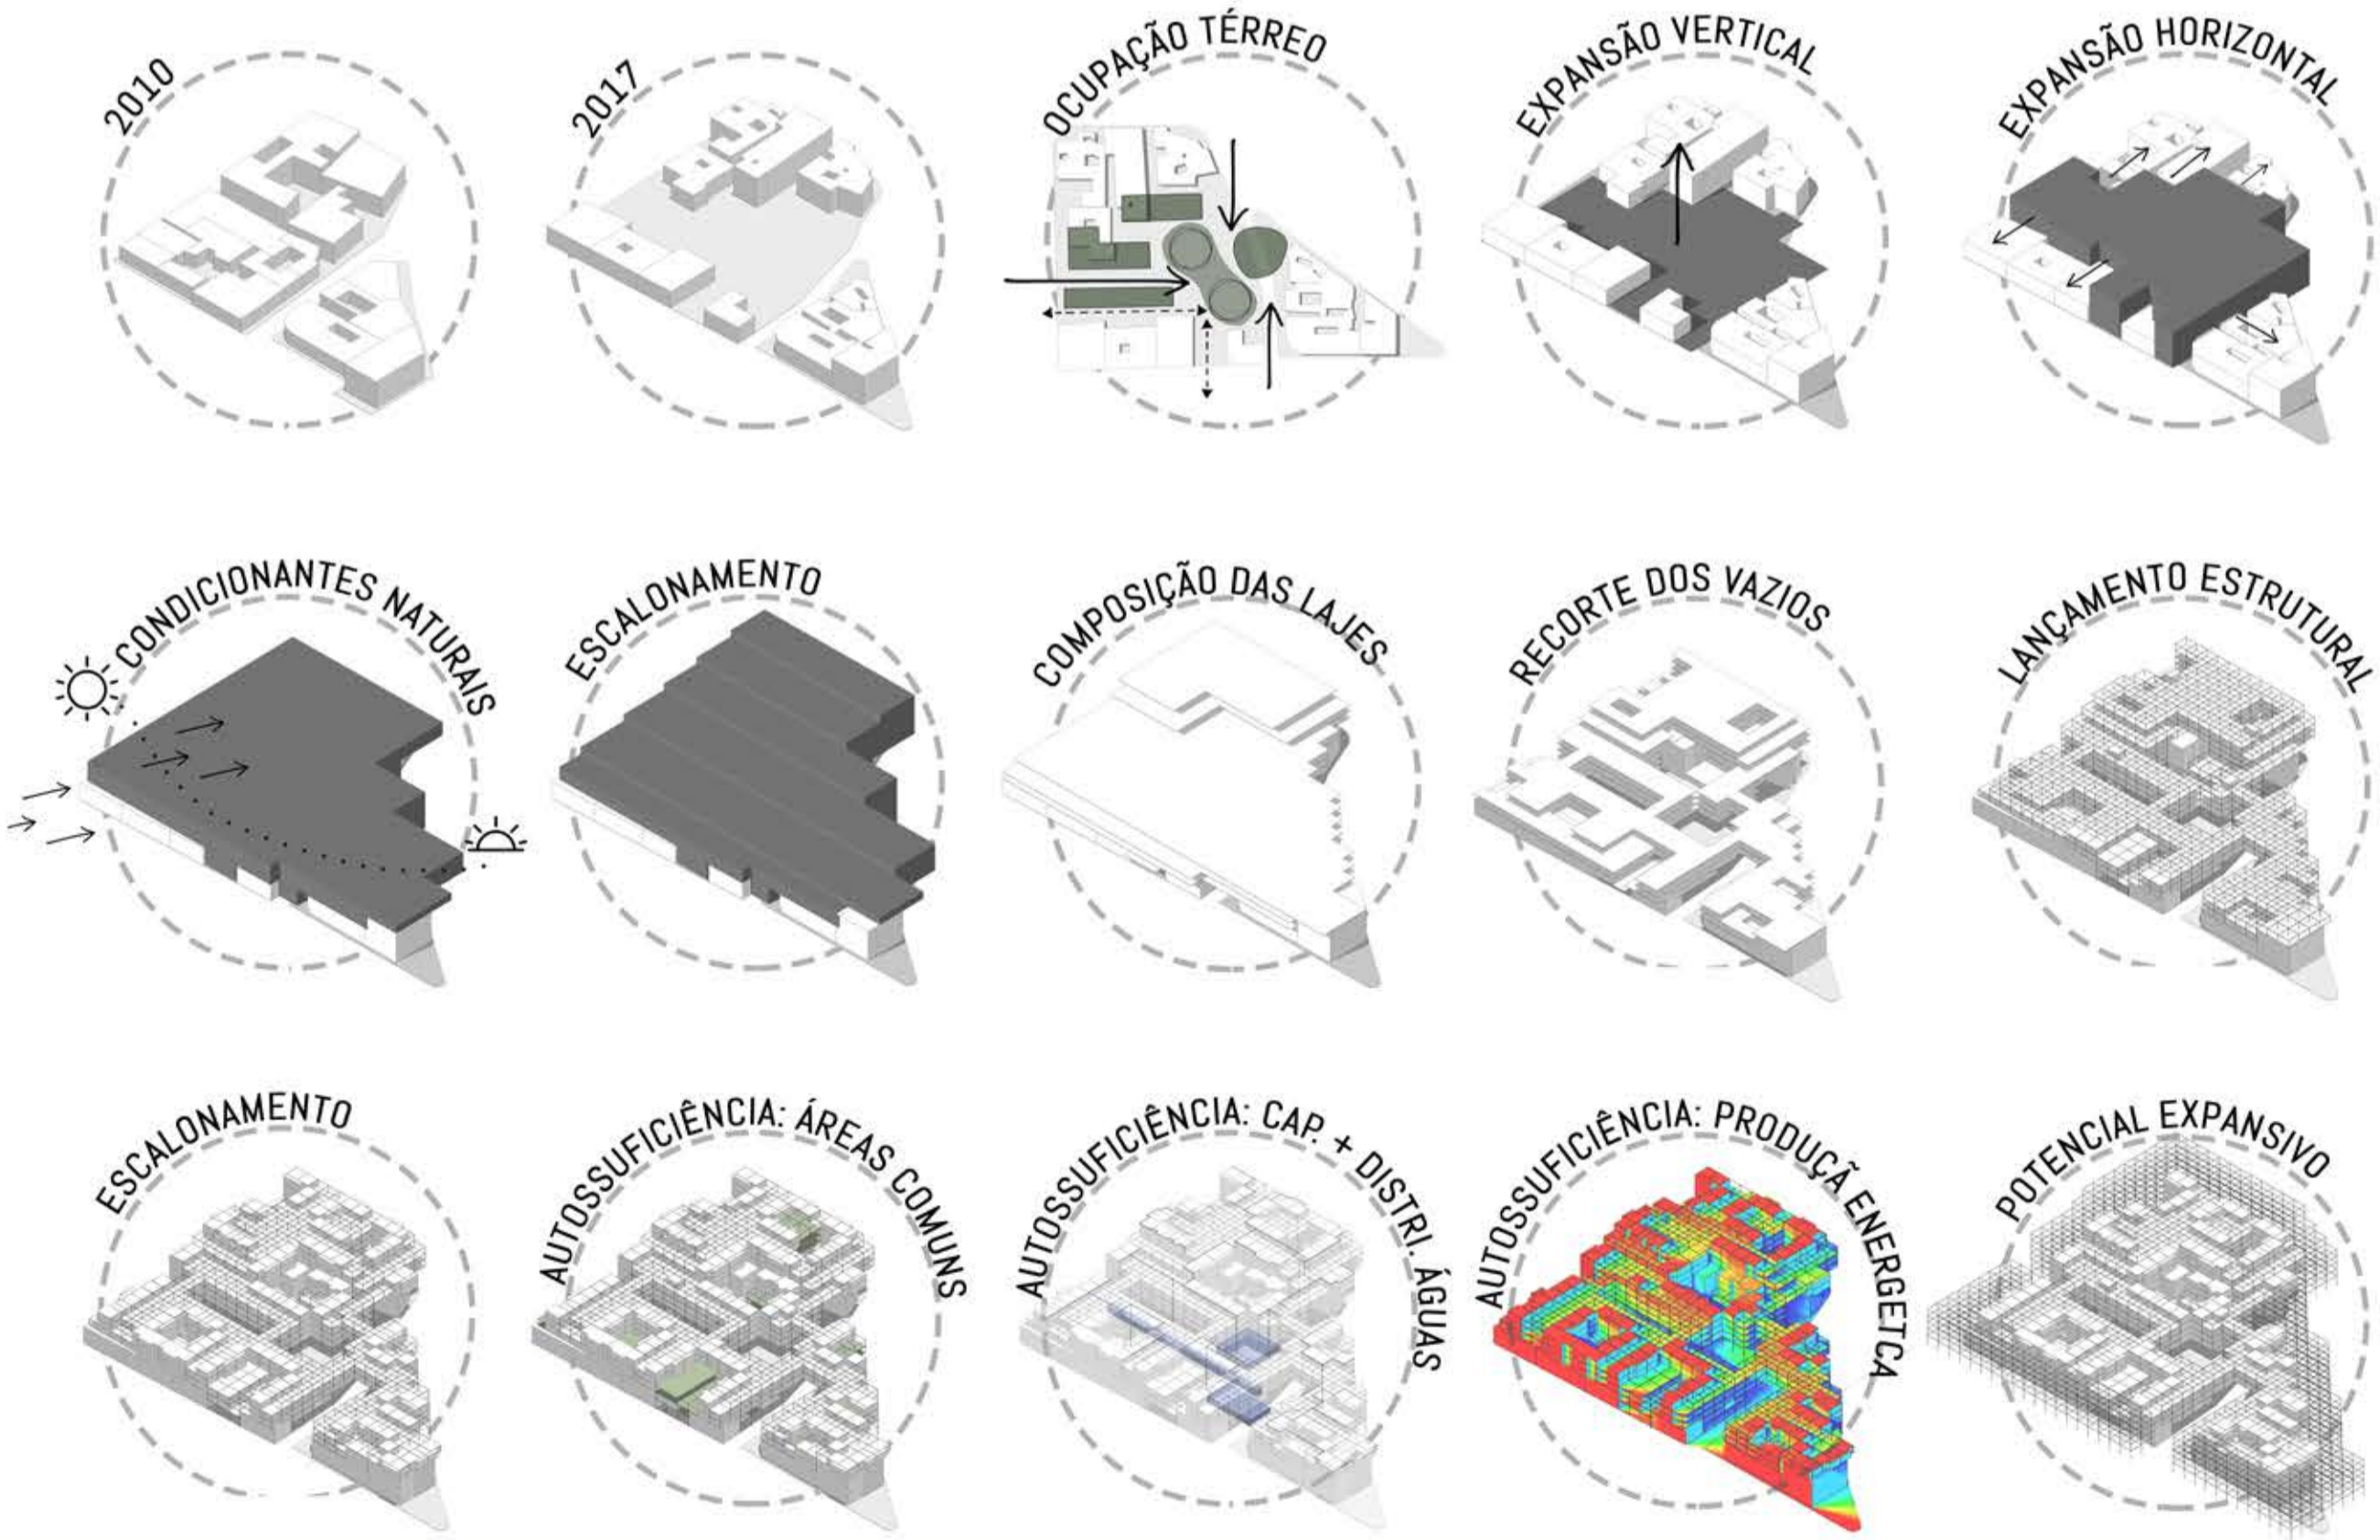 2010
2017
OCUPAÇÃO TÉRREO
EXPANSÃO VERTICAL
EXPANSÃO HORIZONTAL
CONDICIONANTES NATURAIS
ESCALONAMENTO
COMPOSIÇÃO DAS LAJES
RECORTE DOS VAZIOS
LANÇAMENTO ESTRUTURAL
ESCALONAMENTO
AUTOSSUFICIÊNCIA: ÁREAS COMUNS
AUTOSSUFICIÊNCIA: CAP. + DISTRI. ÁGUAS
AUTOSSUFICIÊNCIA: PRODUÇÃ ENERGETCA
POTENCIAL EXPANSIVO